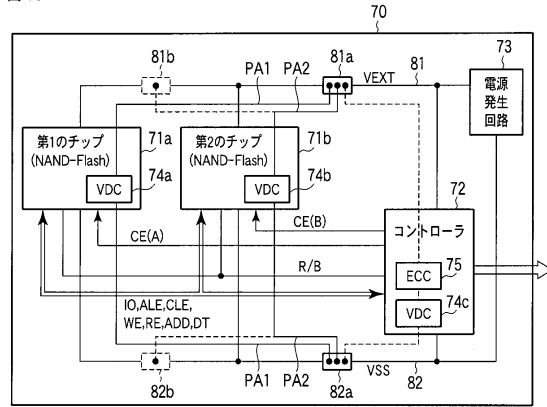 70
81b
PA1
PA2
81a
VEXT
81
73
電源
発生
回路
第1のチップ
(NAND-Flash)
71a
VDC
74a
第2のチップ
(NAND-Flash)
71b
VDC
74b
72
コントローラ
CE(A)
CE(B)
R/B
ECC
75
VDC
74c
IO,ALE,CLE,
WE,RE,ADD,DT
82b
PA1
PA2
82a
VSS
82